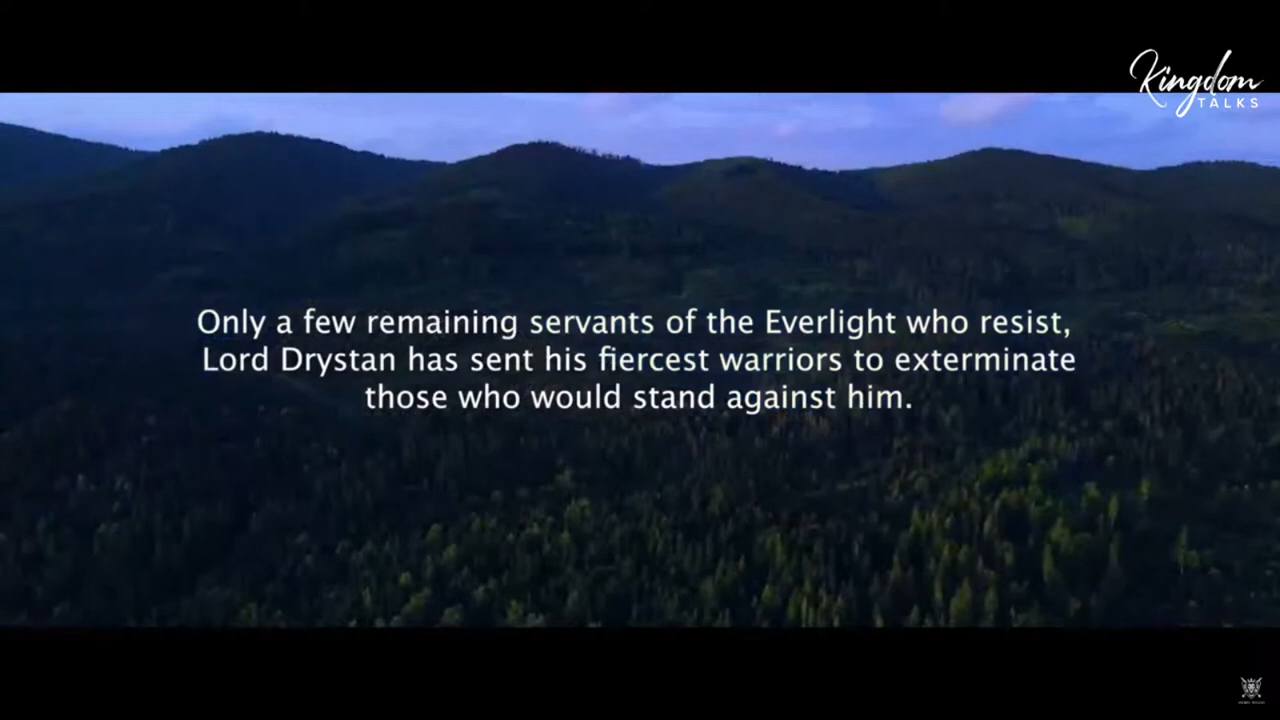 Kingdom
TALKS
Only a few remaining servants of the Everlight who resist,
Lord Drystan has sent his fiercest warriors to exterminate
those who would stand against him.